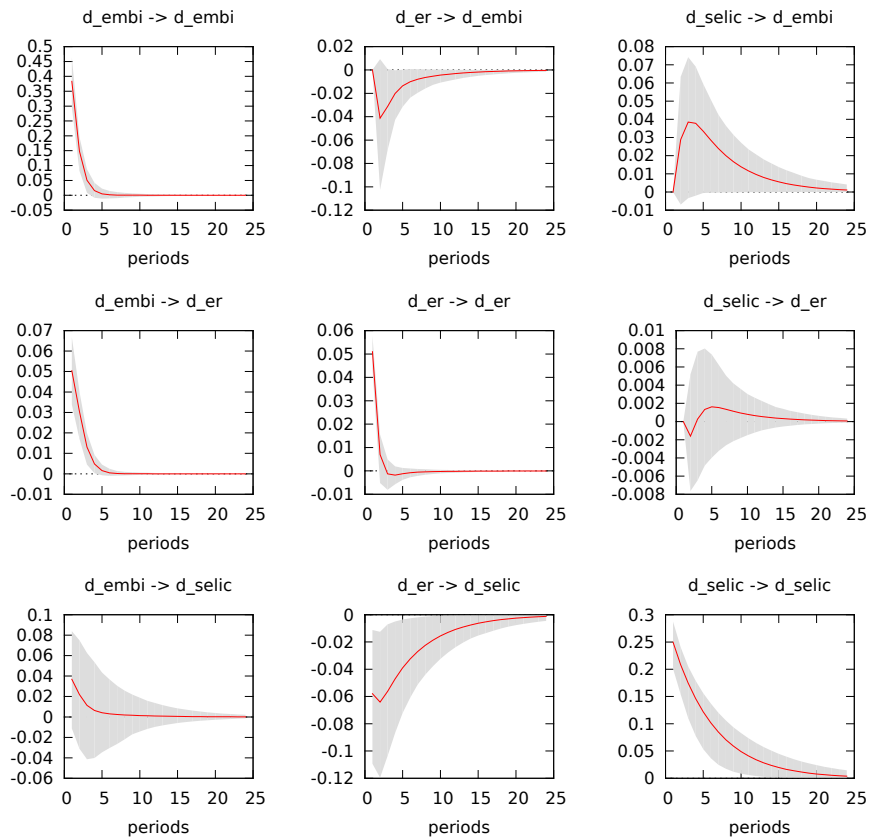 d_embi -> d_embi
0.5
0.45
0.4
0.35
0.3
0.25
0.2
0.15
0.1
0.05
0
-0.05
0 5 10 15 20 25
periods
d_er -> d_embi
0.02
0
-0.02
-0.04
-0.06
-0.08
-0.1
-0.12
0 5 10 15 20 25
periods
d_selic -> d_embi
0.08
0.07
0.06
0.05
0.04
0.03
0.02
0.01
0
-0.01
0 5 10 15 20 25
periods
d_embi -> d_er
0.07
0.06
0.05
0.04
0.03
0.02
0.01
0
-0.01
0 5 10 15 20 25
periods
d_er -> d_er
0.06
0.05
0.04
0.03
0.02
0.01
0
-0.01
0 5 10 15 20 25
periods
d_selic -> d_er
0.01
0.008
0.006
0.004
0.002
0
-0.002
-0.004
-0.006
-0.008
0 5 10 15 20 25
periods
d_embi -> d_selic
0.1
0.08
0.06
0.04
0.02
0
-0.02
-0.04
-0.06
0 5 10 15 20 25
periods
d_er -> d_selic
0
-0.02
-0.04
-0.06
-0.08
-0.1
-0.12
0 5 10 15 20 25
periods
d_selic -> d_selic
0.3
0.25
0.2
0.15
0.1
0.05
0
0 5 10 15 20 25
periods